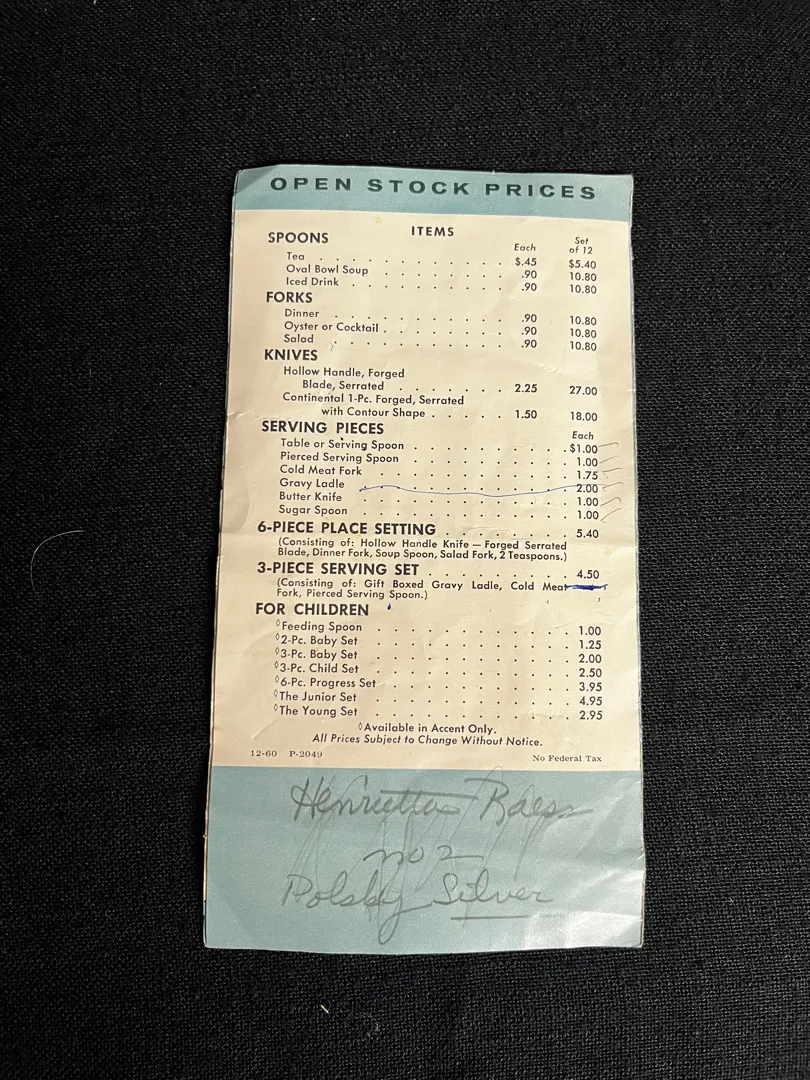 OPEN STOCK PRICES
ITEMS
SPOONS Each Set of 12
Tea . . . . . . . . . . . $.45 $5.40
Oval Bowl Soup . . . . . . . . .90 10.80
Iced Drink . . . . . . . . . .90 10.80
FORKS
Dinner . . . . . . . . . . .90 10.80
Oyster or Cocktail . . . . . . . .90 10.80
Salad . . . . . . . . . . .90 10.80
KNIVES
Hollow Handle, Forged
Blade, Serrated . . . . . . . 2.25 27.00
Continental 1-Pc. Forged, Serrated
with Contour Shape . . . . . 1.50 18.00
SERVING PIECES Each
Table or Serving Spoon . . . . . . . . . . $1.00
Pierced Serving Spoon . . . . . . . . . . 1.00
Cold Meat Fork . . . . . . . . . . 1.75
Gravy Ladle . . . . . . . . . . 2.00
Butter Knife . . . . . . . . . . 1.00
Sugar Spoon . . . . . . . . . . 1.00
6-PIECE PLACE SETTING . . . . . . . . 5.40
(Consisting of: Hollow Handle Knife — Forged Serrated
Blade, Dinner Fork, Soup Spoon, Salad Fork, 2 Teaspoons.)
3-PIECE SERVING SET . . . . . . . . 4.50
(Consisting of: Gift Boxed Gravy Ladle, Cold Meat
Fork, Pierced Serving Spoon.)
FOR CHILDREN
◊Feeding Spoon . . . . . . . . . . 1.00
◊2-Pc. Baby Set . . . . . . . . . . 1.25
◊3-Pc. Baby Set . . . . . . . . . . 2.00
◊3-Pc. Child Set . . . . . . . . . . 2.50
◊6-Pc. Progress Set . . . . . . . . . . 3.95
◊The Junior Set . . . . . . . . . . 4.95
◊The Young Set . . . . . . . . . . 2.95
◊Available in Accent Only.
All Prices Subject to Change Without Notice.
12-60 P-2049 No Federal Tax
Henrietta
no 2
Polsky Silver